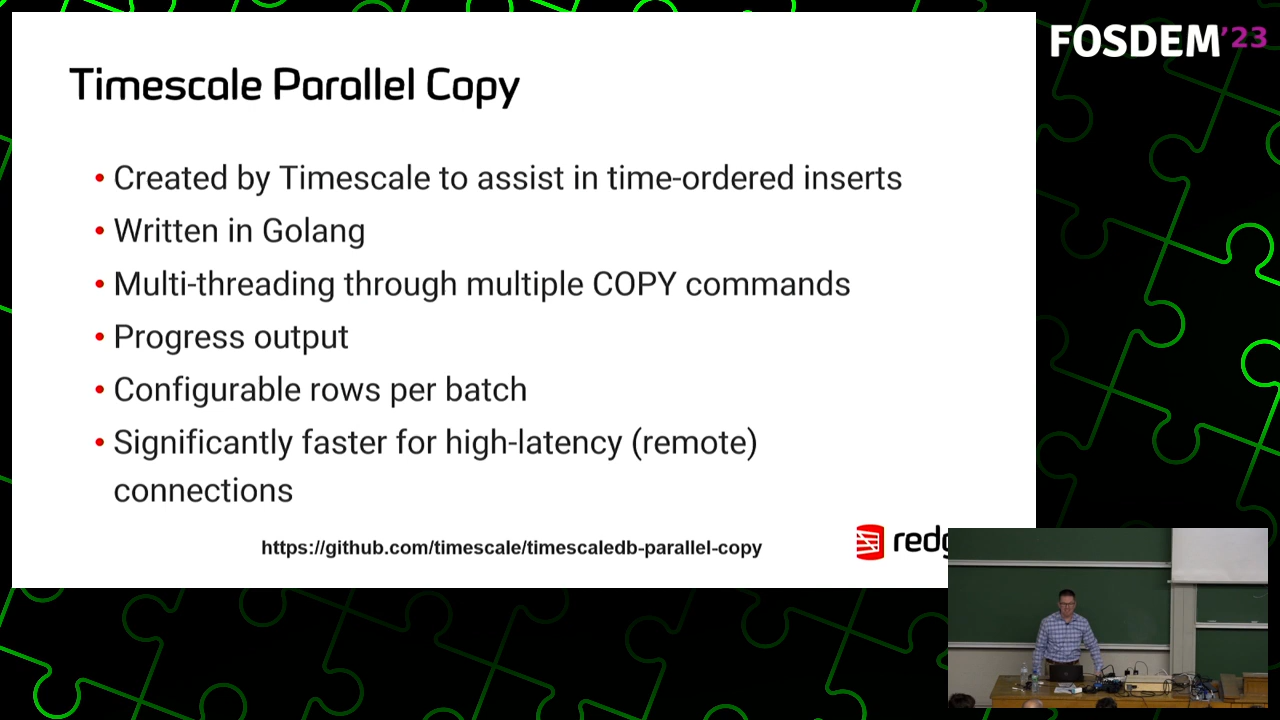 FOSDEM'23
Timescale Parallel Copy
• Created by Timescale to assist in time-ordered inserts
• Written in Golang
• Multi-threading through multiple COPY commands
• Progress output
• Configurable rows per batch
• Significantly faster for high-latency (remote)
connections
https://github.com/timescale/timescaledb-parallel-copy